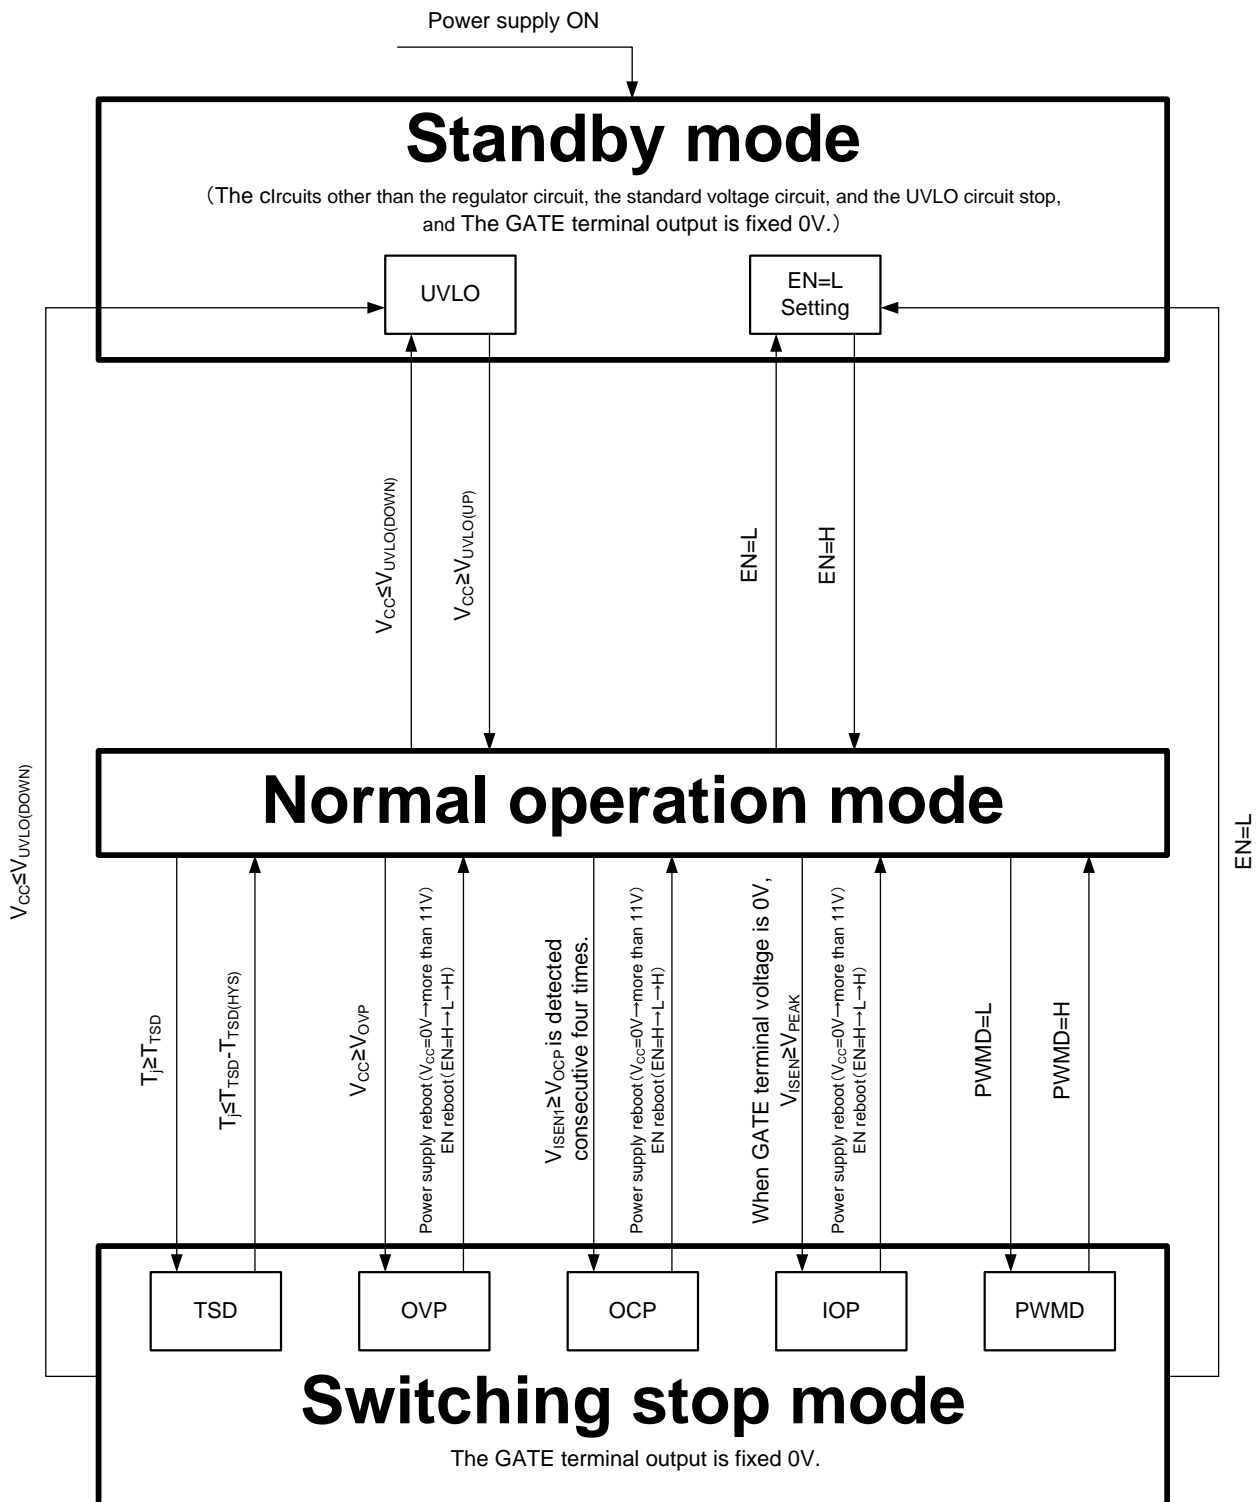 Power supply ON
Standby mode
（The cIrcuits other than the regulator circuit, the standard voltage circuit, and the UVLO circuit stop,
and The GATE terminal output is fixed 0V.）
UVLO
EN=L
Setting
VCC≤VUVLO(DOWN)
VCC≥VUVLO(UP)
EN=L
EN=H
VCC≤VUVLO(DOWN)
EN=L
Normal operation mode
Tj≥TTSD
Tj≤TTSD-TTSD(HYS)
VCC≥VOVP
Power supply reboot（VCC=0V→more than 11V）
EN reboot（EN=H→L→H）
VISEN1≥VOCP is detected
consecutive four times.
Power supply reboot（VCC=0V→more than 11V）
EN reboot（EN=H→L→H）
When GATE terminal voltage is 0V,
VISEN≥VPEAK
Power supply reboot（VCC=0V→more than 11V）
EN reboot（EN=H→L→H）
PWMD=L
PWMD=H
TSD
OVP
OCP
IOP
PWMD
Switching stop mode
The GATE terminal output is fixed 0V.